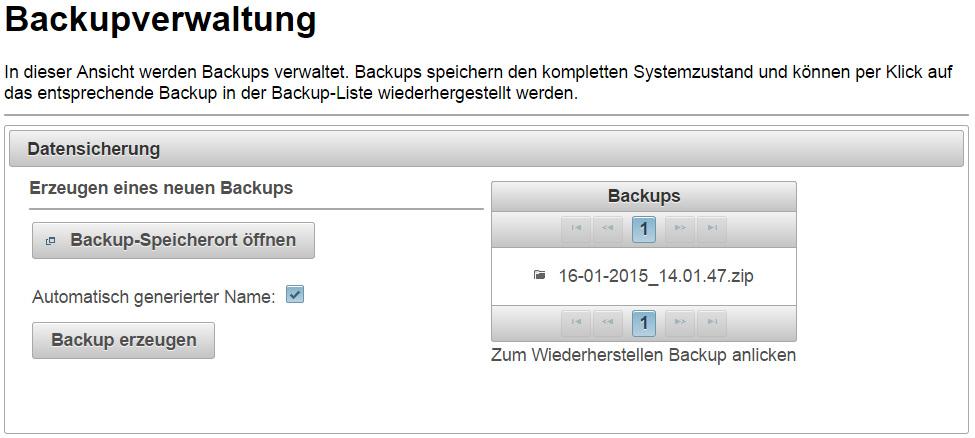 Backupverwaltung
In dieser Ansicht werden Backups verwaltet. Backups speichern den kompletten Systemzustand und können per Klick auf
das entsprechende Backup in der Backup-Liste wiederhergestellt werden.
Datensicherung
Erzeugen eines neuen Backups
Backup-Speicherort öffnen
Automatisch generierter Name:
Backup erzeugen
Backups
1
16-01-2015_14.01.47.zip
1
Zum Wiederherstellen Backup anlicken